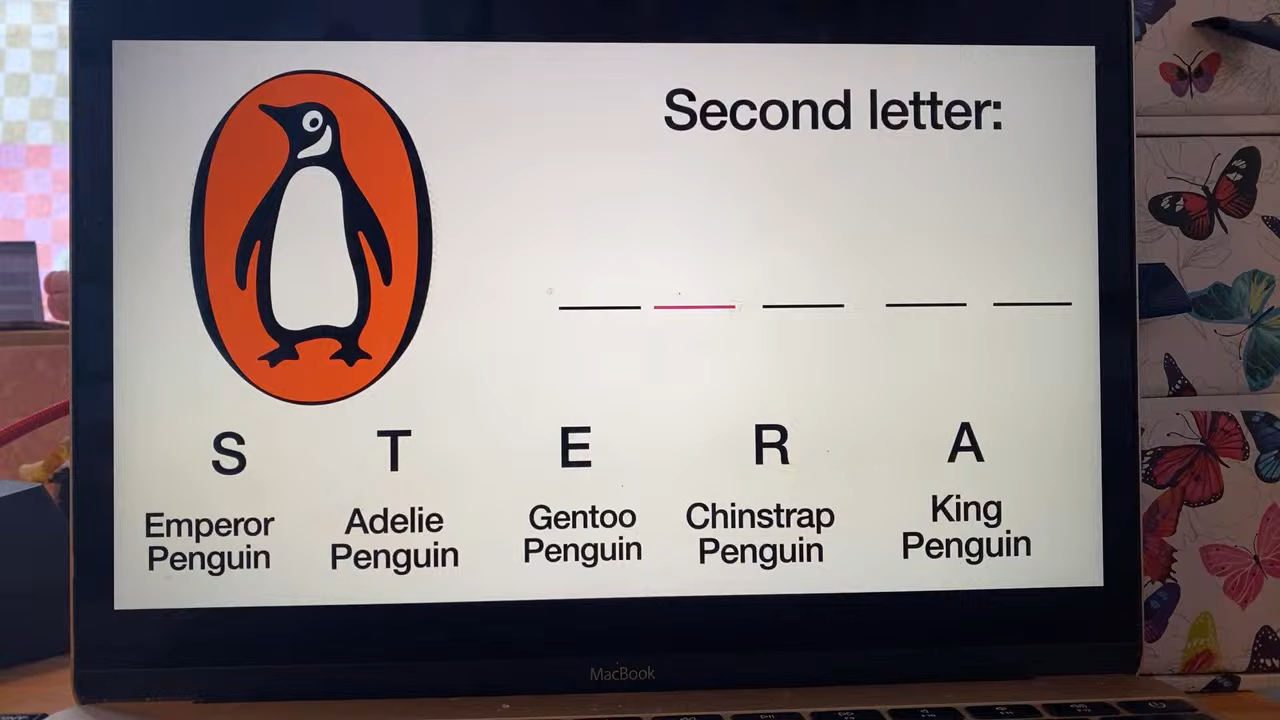 Second letter:
S T E R A
Emperor Penguin
Adelie Penguin
Gentoo Penguin
Chinstrap Penguin
King Penguin
MacBook